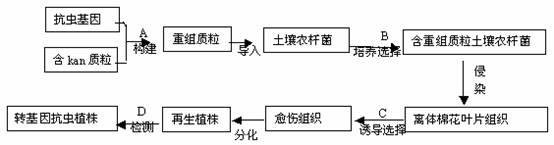 抗虫基因
含kan质粒
A
构建
重组质粒
导入
土壤农杆菌
B
培养选择
含重组质粒土壤农杆菌
侵
染
离体棉花叶片组织
C
诱导选择
愈伤组织
分化
再生植株
D
检测
转基因抗虫植株